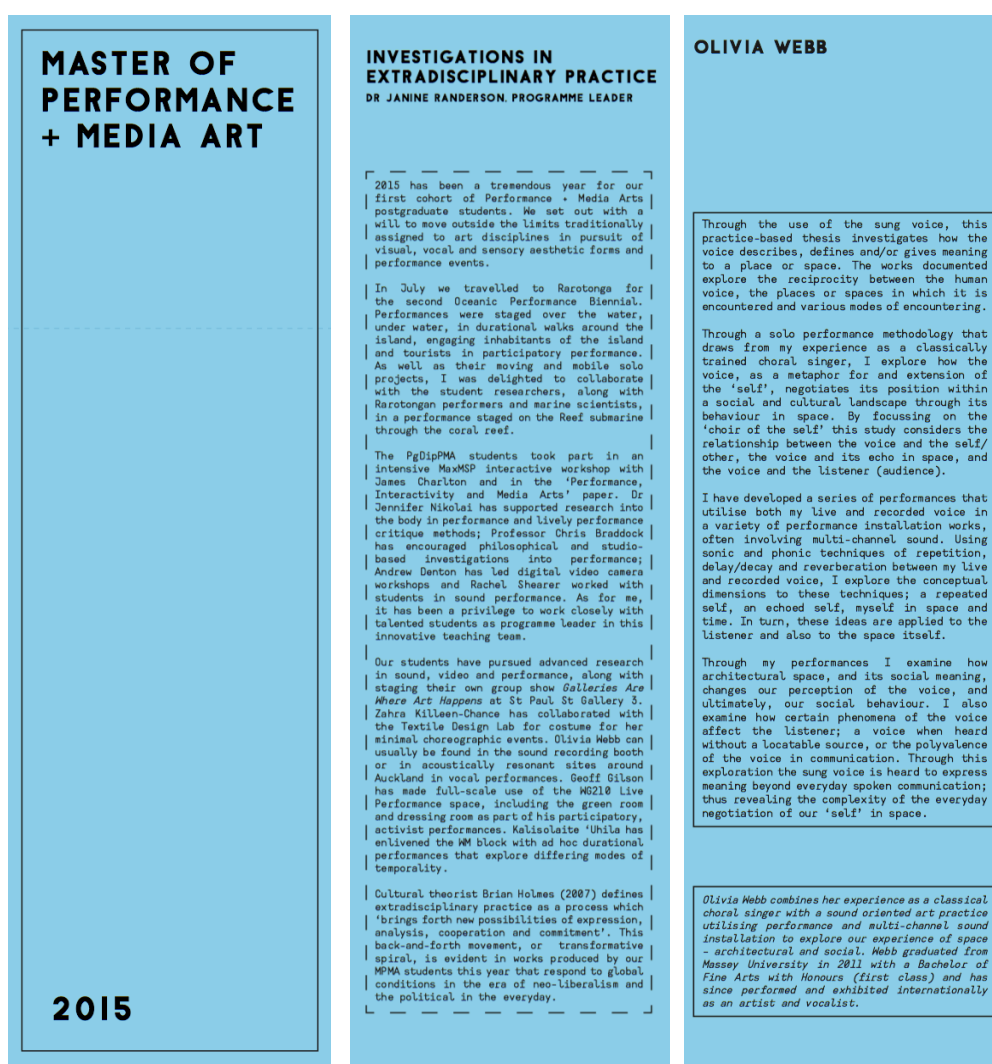 MASTER OF
PERFORMANCE
+ MEDIA ART
2015
INVESTIGATIONS IN
EXTRADISCIPLINARY PRACTICE
DR JANINE RANDERSON, PROGRAMME LEADER
2015 has been a tremendous year for our
first cohort of Performance + Media Arts
postgraduate students. We set out with a
will to move outside the limits traditionally
assigned to art disciplines in pursuit of
visual, vocal and sensory aesthetic forms and
performance events.
In July we travelled to Rarotonga for
the second Oceanic Performance Biennial.
Performances were staged over the water,
under water, in durational walks around the
island, engaging inhabitants of the island
and tourists in participatory performance.
As well as their moving and mobile solo
projects, I was delighted to collaborate
with the student researchers, along with
Rarotongan performers and marine scientists,
in a performance staged on the Reef submarine
through the coral reef.
The PgDipPMA students took part in an
intensive MaxMSP interactive workshop with
James Charlton and in the ‘Performance,
Interactivity and Media Arts’ paper. Dr
Jennifer Nikolai has supported research into
the body in performance and lively performance
critique methods; Professor Chris Braddock
has encouraged philosophical and studio-
based investigations into performance;
Andrew Denton has led digital video camera
workshops and Rachel Shearer worked with
students in sound performance. As for me,
it has been a privilege to work closely with
talented students as programme leader in this
innovative teaching team.
Our students have pursued advanced research
in sound, video and performance, along with
staging their own group show Galleries Are
Where Art Happens at St Paul St Gallery 3.
Zahra Killeen-Chance has collaborated with
the Textile Design Lab for costume for her
minimal choreographic events. Olivia Webb can
usually be found in the sound recording booth
or in acoustically resonant sites around
Auckland in vocal performances. Geoff Gilson
has made full-scale use of the WG210 Live
Performance space, including the green room
and dressing room as part of his participatory,
activist performances. Kalisolaite ‘Uhila has
enlivened the WM block with ad hoc durational
performances that explore differing modes of
temporality.
Cultural theorist Brian Holmes (2007) defines
extradisciplinary practice as a process which
‘brings forth new possibilities of expression,
analysis, cooperation and commitment’. This
back-and-forth movement, or transformative
spiral, is evident in works produced by our
MPMA students this year that respond to global
conditions in the era of neo-liberalism and
the political in the everyday.
OLIVIA WEBB
Through the use of the sung voice, this
practice-based thesis investigates how the
voice describes, defines and/or gives meaning
to a place or space. The works documented
explore the reciprocity between the human
voice, the places or spaces in which it is
encountered and various modes of encountering.
Through a solo performance methodology that
draws from my experience as a classically
trained choral singer, I explore how the
voice, as a metaphor for and extension of
the ‘self’, negotiates its position within
a social and cultural landscape through its
behaviour in space. By focussing on the
‘choir of the self’ this study considers the
relationship between the voice and the self/
other, the voice and its echo in space, and
the voice and the listener (audience).
I have developed a series of performances that
utilise both my live and recorded voice in
a variety of performance installation works,
often involving multi-channel sound. Using
sonic and phonic techniques of repetition,
delay/decay and reverberation between my live
and recorded voice, I explore the conceptual
dimensions to these techniques; a repeated
self, an echoed self, myself in space and
time. In turn, these ideas are applied to the
listener and also to the space itself.
Through my performances I examine how
architectural space, and its social meaning,
changes our perception of the voice, and
ultimately, our social behaviour. I also
examine how certain phenomena of the voice
affect the listener; a voice when heard
without a locatable source, or the polyvalence
of the voice in communication. Through this
exploration the sung voice is heard to express
meaning beyond everyday spoken communication;
thus revealing the complexity of the everyday
negotiation of our ‘self’ in space.
Olivia Webb combines her experience as a classical
choral singer with a sound oriented art practice
utilising performance and multi-channel sound
installation to explore our experience of space
– architectural and social. Webb graduated from
Massey University in 2011 with a Bachelor of
Fine Arts with Honours (first class) and has
since performed and exhibited internationally
as an artist and vocalist.